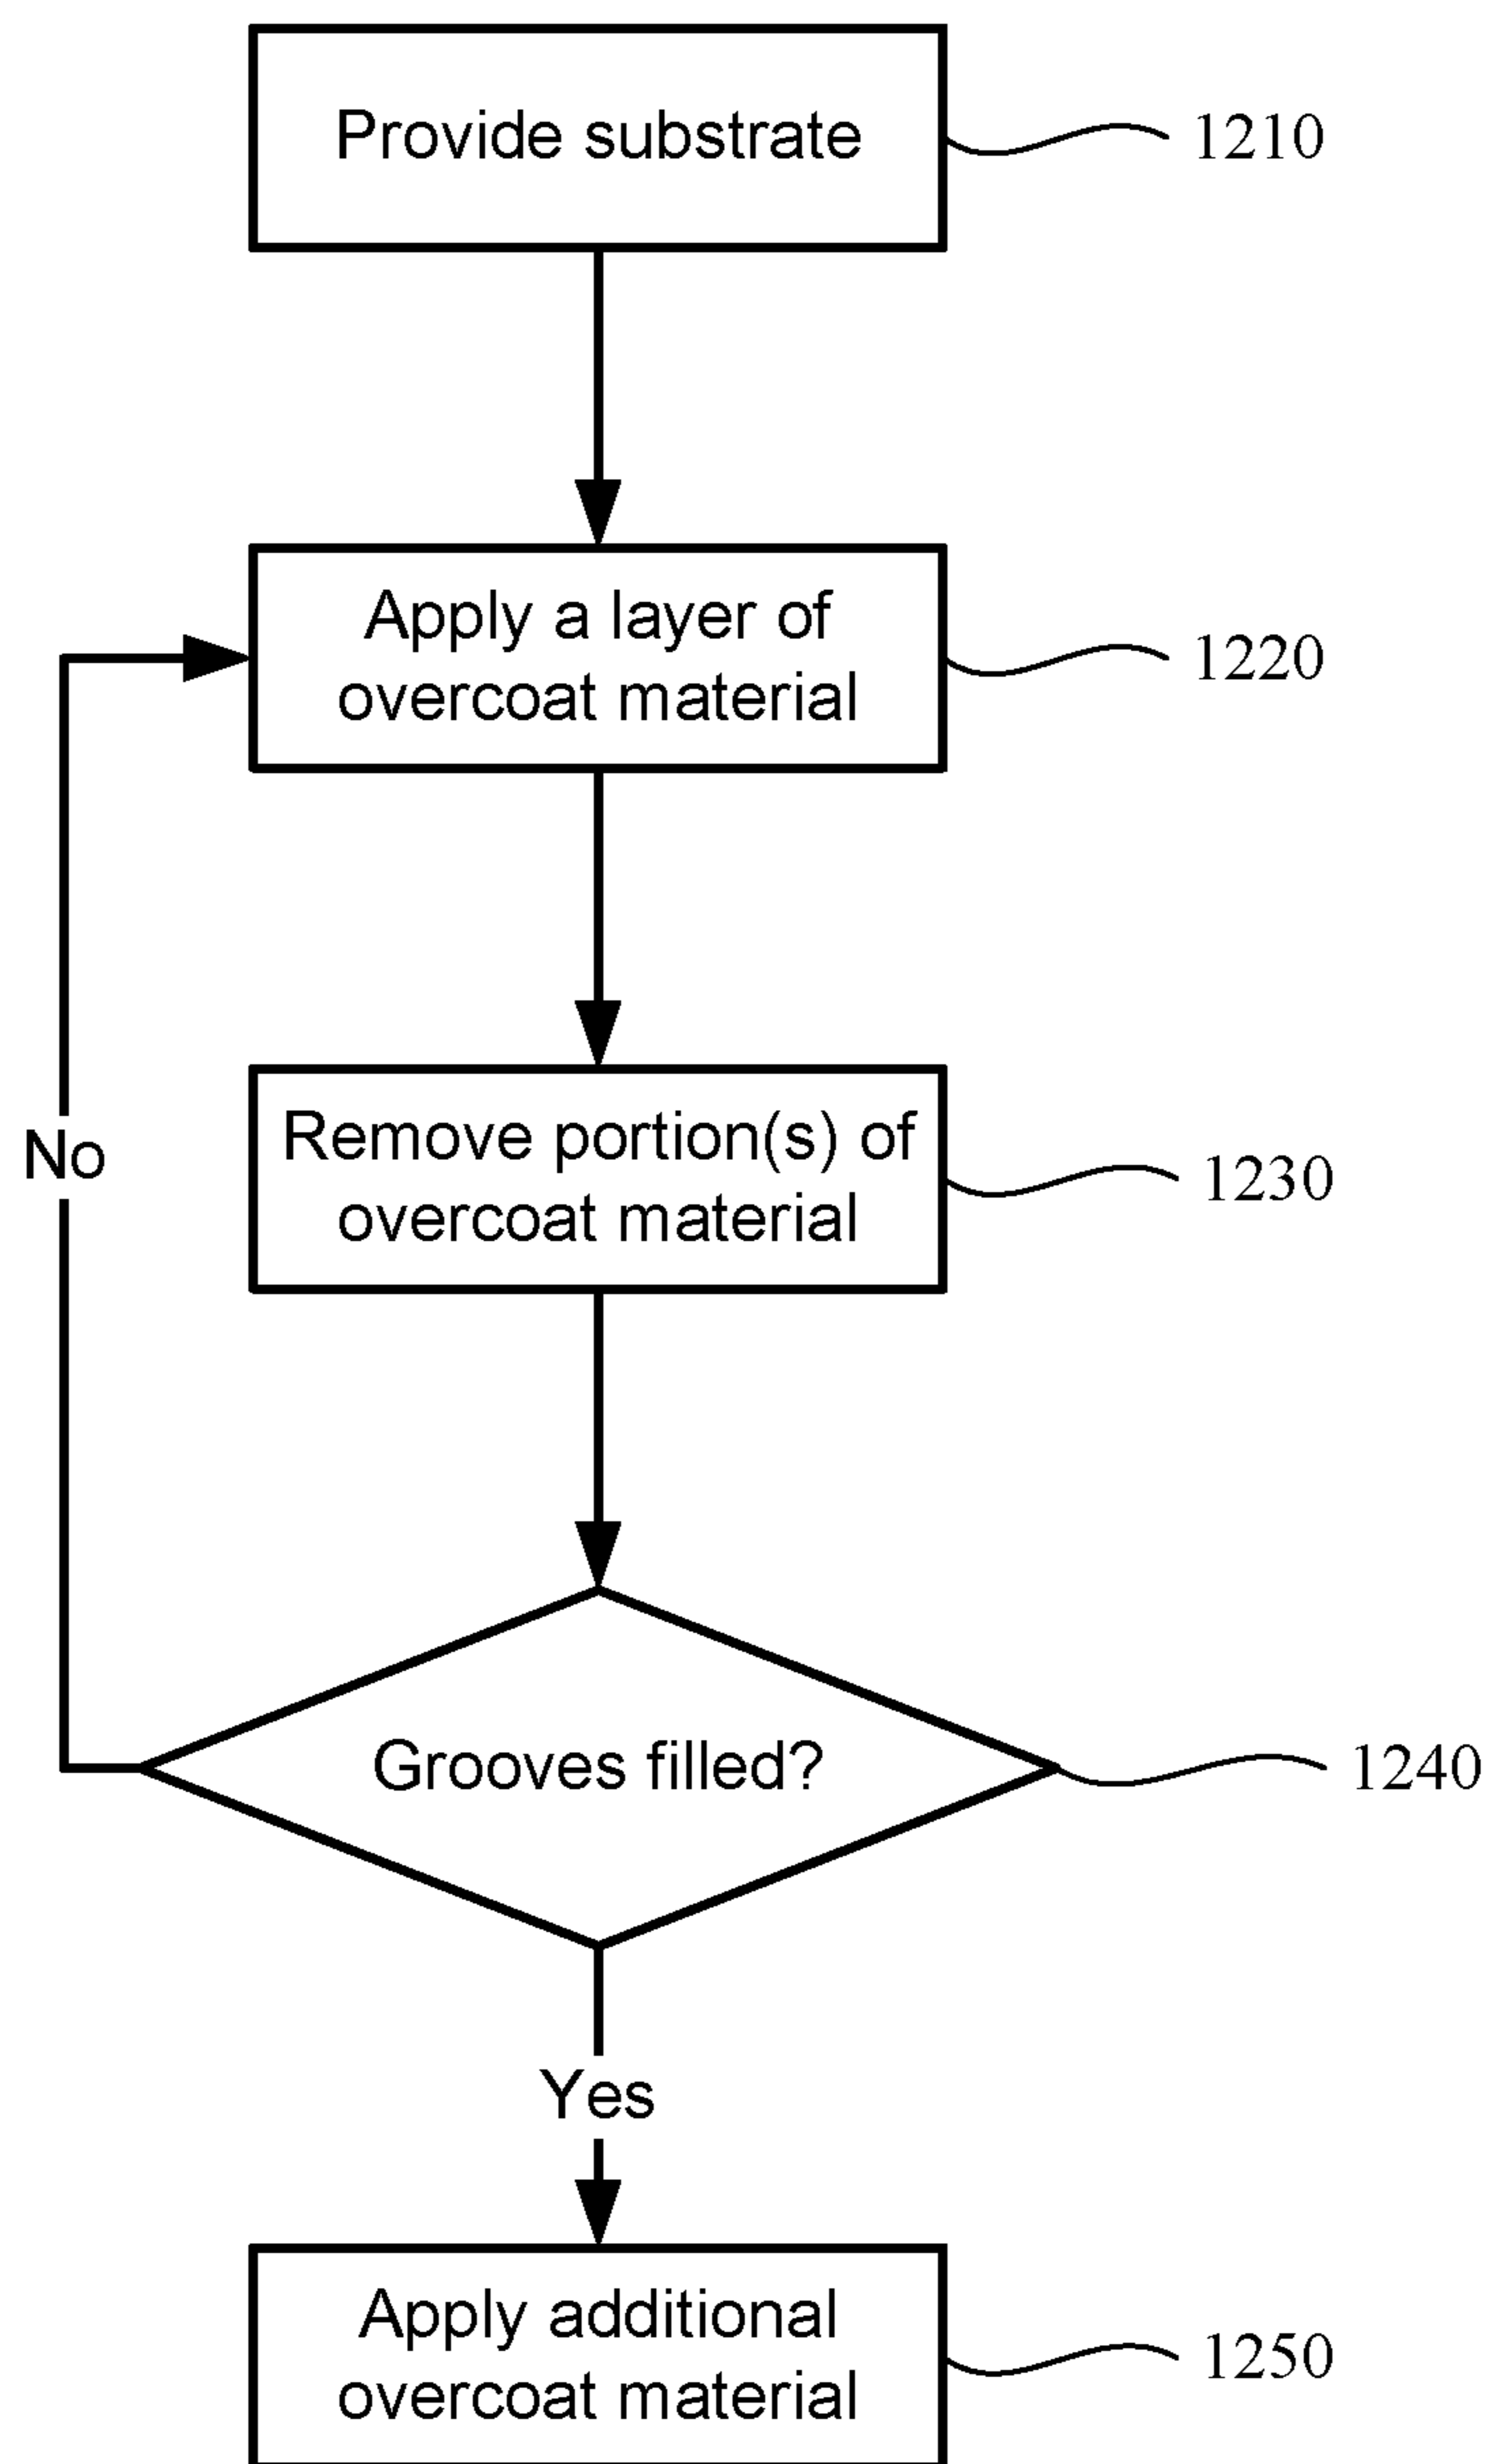 Provide substrate
1210
Apply a layer of
overcoat material
1220
Remove portion(s) of
overcoat material
1230
No
Grooves filled?
1240
Yes
Apply additional
overcoat material
1250